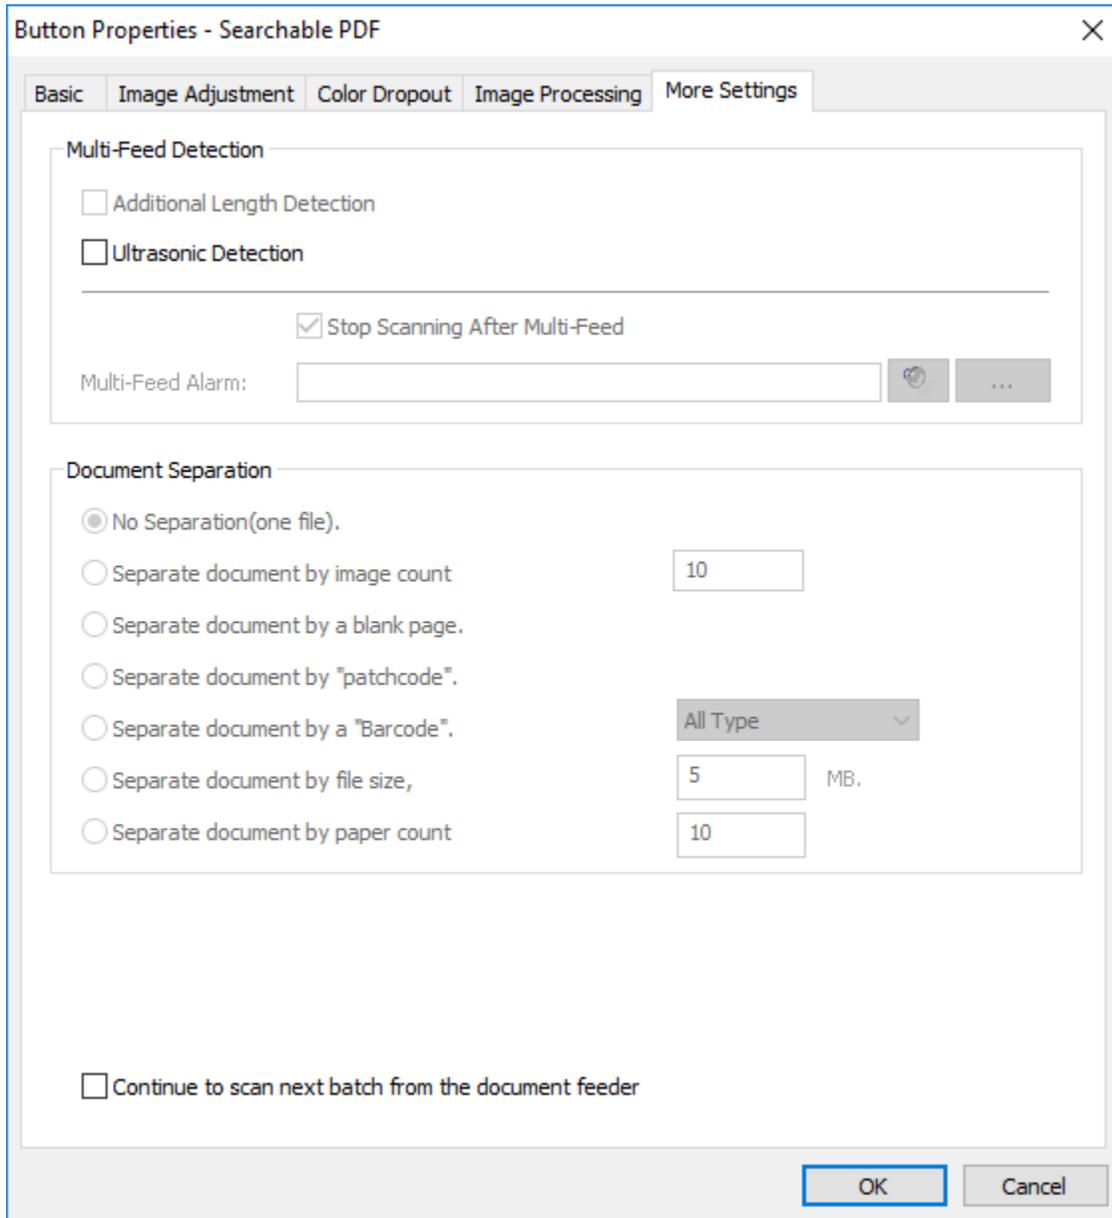 Button Properties - Searchable PDF
Basic Image Adjustment Color Dropout Image Processing More Settings
Multi-Feed Detection
Additional Length Detection
Ultrasonic Detection
Stop Scanning After Multi-Feed
Multi-Feed Alarm: ...
Document Separation
No Separation(one file).
Separate document by image count 10
Separate document by a blank page.
Separate document by "patchcode".
Separate document by a "Barcode". All Type
Separate document by file size, 5 MB.
Separate document by paper count 10
Continue to scan next batch from the document feeder
OK Cancel